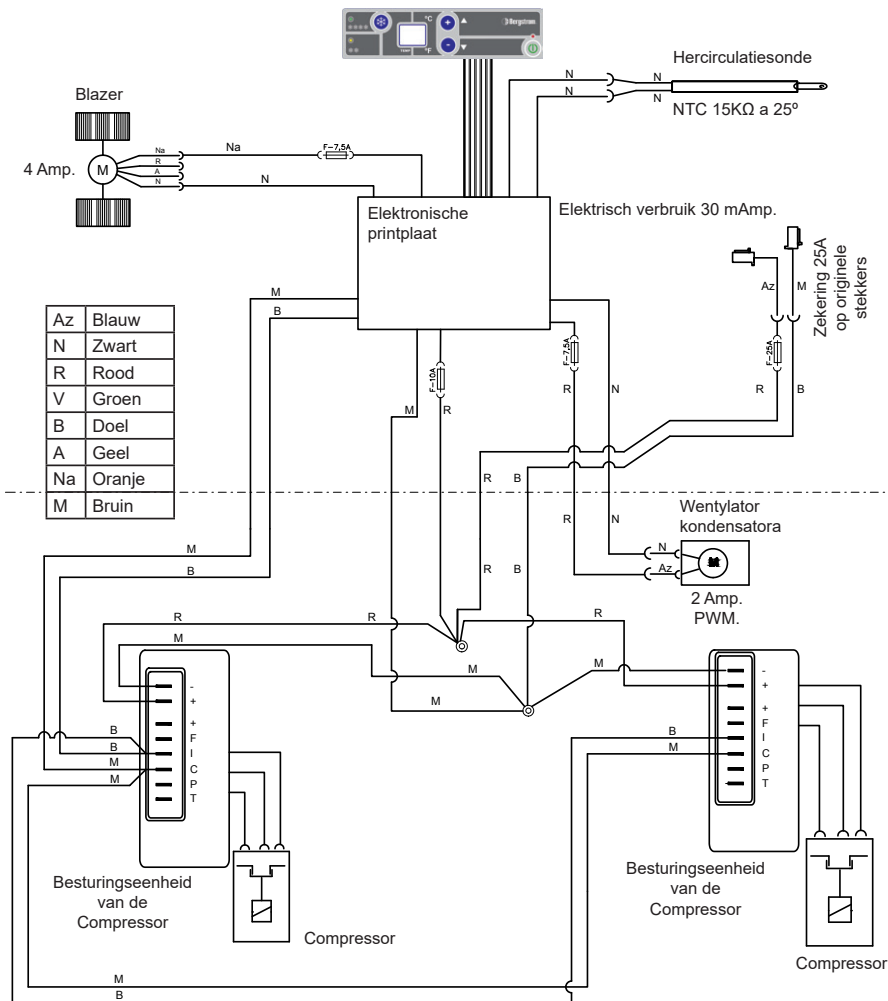 °C
°F
TEMP
Bergstrom
Hercirculatiesonde
N
N
N
N
NTC 15KΩ a 25º
Blazer
4 Amp.
M
Na
R
A
N
Na
N
F-7,5A
Elektronische
printplaat
Elektrisch verbruik 30 mAmp.
Zekering 25A
op originele
stekkers
Az
M
F-25A
R
B
M
B
Az Blauw
N Zwart
R Rood
V Groen
B Doel
A Geel
Na Oranje
M Bruin
F-10A
M
R
F-7,5A
R
N
R
B
R
N
R
B
Wentylator
kondensatora
N
Az
M
2 Amp.
PWM.
M
B
R
R
R
M
M
M
M
-
+
+
F
I
C
P
T
B
B
M
M
-
+
+
F
I
C
P
T
B
M
Besturingseenheid
van de
Compressor
Compressor
Besturingseenheid
van de
Compressor
Compressor
M
B